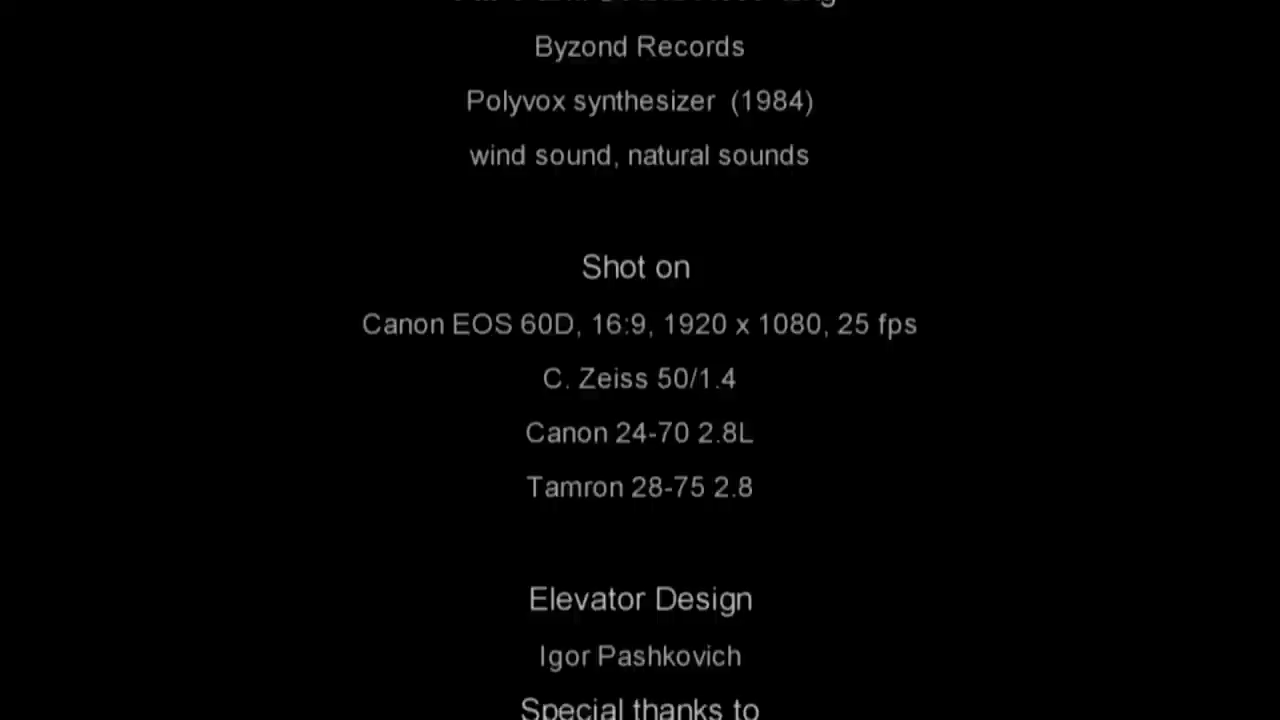 Byzond Records
Polyvox synthesizer (1984)
wind sound, natural sounds
Shot on
Canon EOS 60D, 16:9, 1920 x 1080, 25 fps
C. Zeiss 50/1.4
Canon 24-70 2.8L
Tamron 28-75 2.8
Elevator Design
Igor Pashkovich
Special thanks to